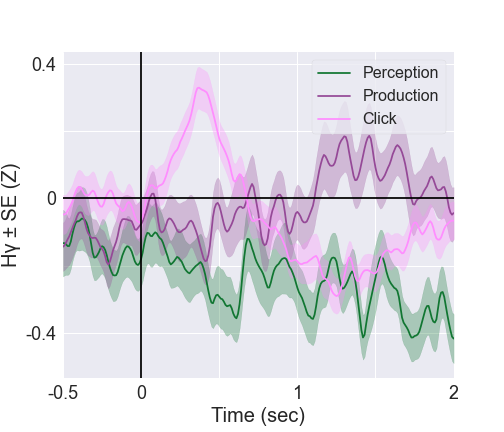 Perception
Production
Click
0.4
0
-0.4
Hγ ± SE (Z)
-0.5
0
1
2
Time (sec)